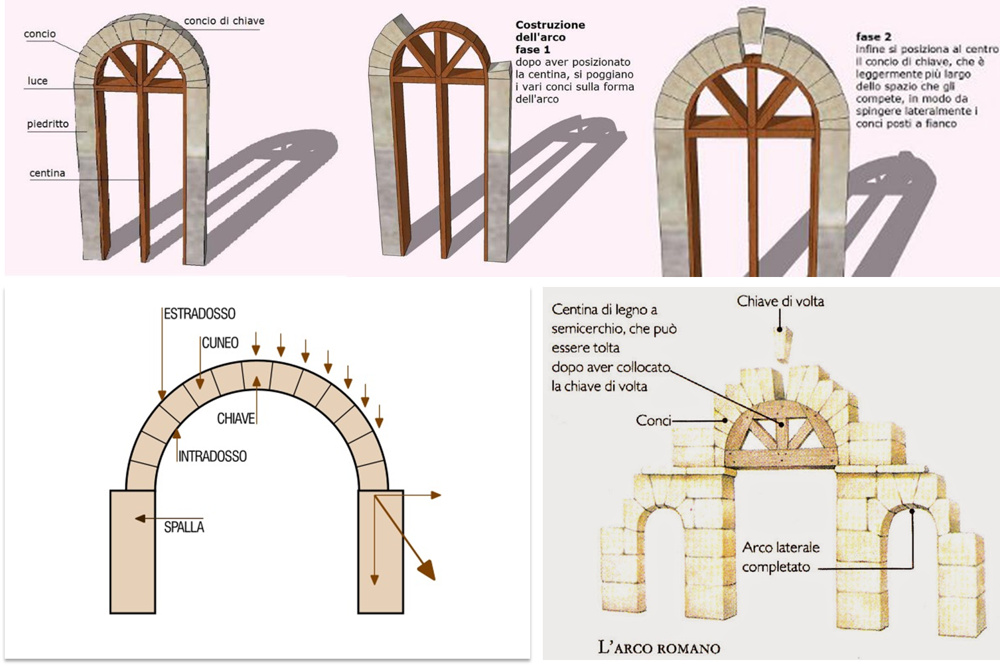 concio di chiave
concio
luce
piedritto
centina
Costruzione
dell'arco
fase 1
dopo aver posizionato
la centina, si poggiano
i vari conci sulla forma
dell'arco
fase 2
infine si posiziona al centro
il concio di chiave, che è
leggermente più largo
dello spazio che gli
compete, in modo da
spingere lateralmente i
conci posti a fianco
ESTRADOSSO
CUNEO
CHIAVE
INTRADOSSO
SPALLA
Chiave di volta
Centina di legno a
semicerchio, che può
essere tolta
dopo aver collocato
la chiave di volta
Conci
Arco laterale
completato
L'ARCO ROMANO